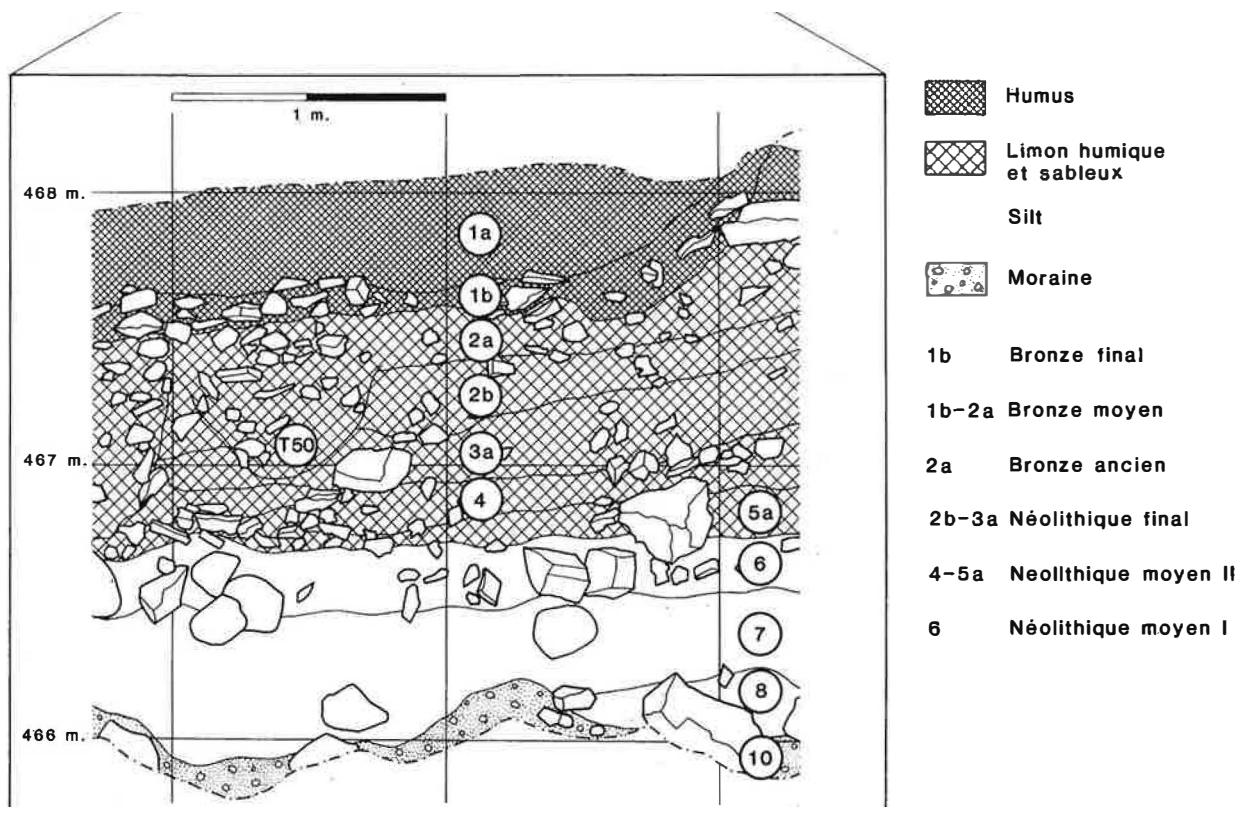 1 m.
468 m.
467 m.
466 m.
1a
1b
2a
2b
T50
3a
4
5a
6
7
8
10
Humus
Limon humique
et sableux
Silt
Moraine
1b Bronze final
1b-2a Bronze moyen
2a Bronze ancien
2b-3a Néolithique final
4-5a Neolithique moyen II
6 Néolithique moyen I